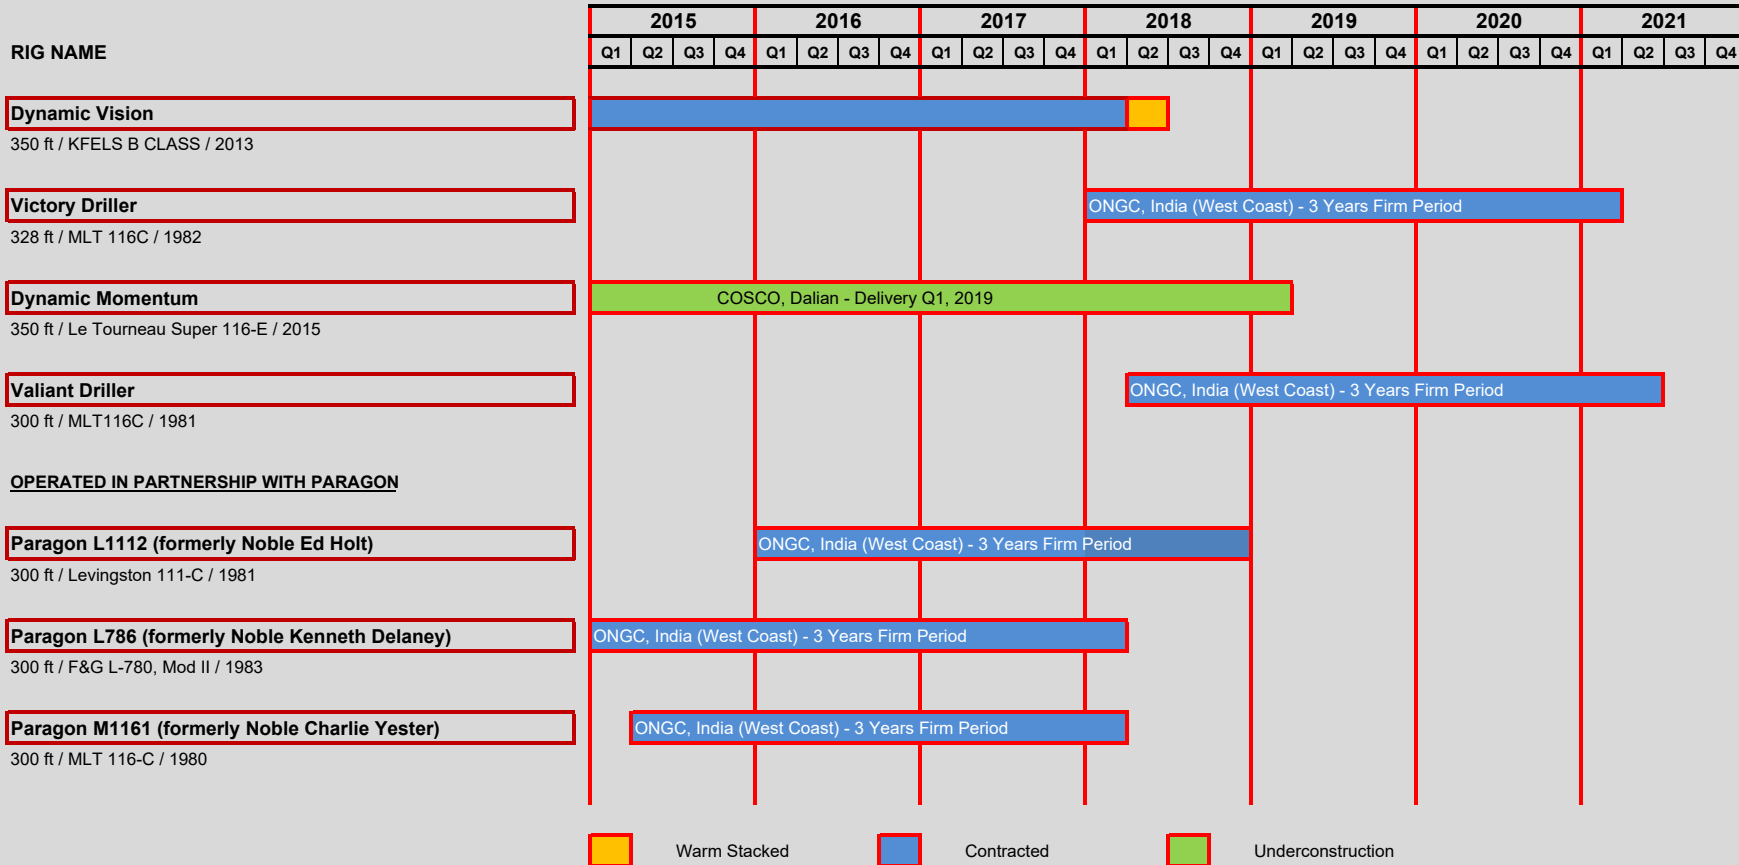 2015 2016 2017 2018 2019 2020 2021
RIG NAME Q1 Q2 Q3 Q4 Q1 Q2 Q3 Q4 Q1 Q2 Q3 Q4 Q1 Q2 Q3 Q4 Q1 Q2 Q3 Q4 Q1 Q2 Q3 Q4 Q1 Q2 Q3 Q4
Dynamic Vision
350 ft / KFELS B CLASS / 2013
Victory Driller ONGC, India (West Coast) - 3 Years Firm Period
328 ft / MLT 116C / 1982
Dynamic Momentum COSCO, Dalian - Delivery Q1, 2019
350 ft / Le Tourneau Super 116-E / 2015
Valiant Driller ONGC, India (West Coast) - 3 Years Firm Period
300 ft / MLT116C / 1981
OPERATED IN PARTNERSHIP WITH PARAGON
Paragon L1112 (formerly Noble Ed Holt) ONGC, India (West Coast) - 3 Years Firm Period
300 ft / Levingston 111-C / 1981
Paragon L786 (formerly Noble Kenneth Delaney) ONGC, India (West Coast) - 3 Years Firm Period
300 ft / F&G L-780, Mod II / 1983
Paragon M1161 (formerly Noble Charlie Yester) ONGC, India (West Coast) - 3 Years Firm Period
300 ft / MLT 116-C / 1980
Warm Stacked Contracted Underconstruction